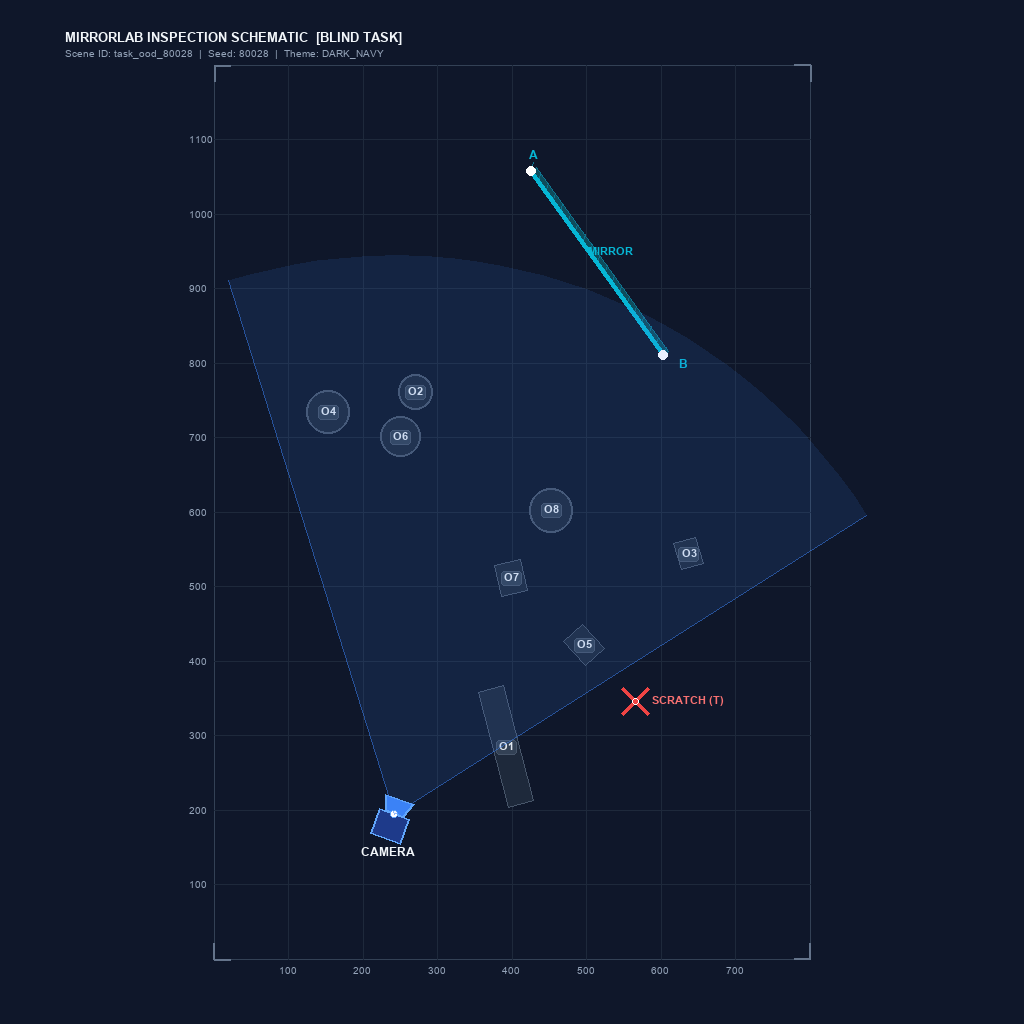 MIRRORLAB INSPECTION SCHEMATIC [BLIND TASK]
Scene ID: task_ood_80028 | Seed: 80028 | Theme: DARK_NAVY
1100
A
1000
MIRROR
900
800
B
O2
O4
700
O6
600
O8
O3
O7
500
O5
400
SCRATCH (T)
300
O1
200
CAMERA
100
100 200 300 400 500 600 700